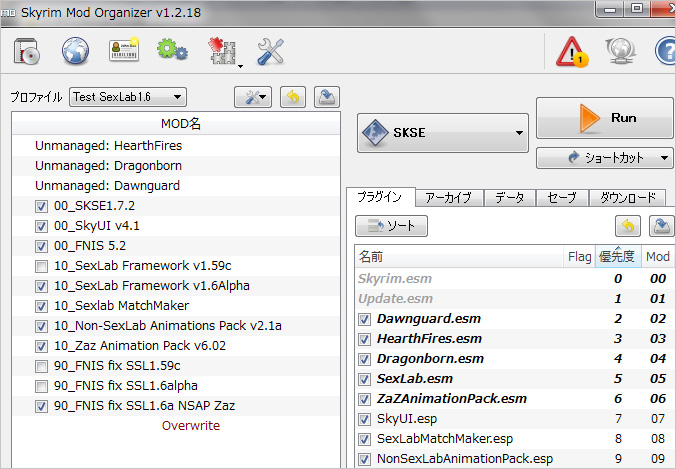 Skyrim Mod Organizer v1.2.18
1
プロファイル Test SexLab1.6
MOD名
Unmanaged: HearthFires
Unmanaged: Dragonborn
Unmanaged: Dawnguard
00_SKSE1.7.2
00_SkyUI v4.1
00_FNIS 5.2
10_SexLab Framework v1.59c
10_SexLab Framework v1.6Alpha
10_Sexlab MatchMaker
10_Non-SexLab Animations Pack v2.1a
10_Zaz Animation Pack v6.02
90_FNIS fix SSL1.59c
90_FNIS fix SSL1.6alpha
90_FNIS fix SSL1.6a NSAP Zaz
Overwrite
SKSE
Run
ショートカット
プラグイン アーカイブ データ セーブ ダウンロード
ソート
名前 Flag 優先度 Mod
Skyrim.esm 0 00
Update.esm 1 01
Dawnguard.esm 2 02
HearthFires.esm 3 03
Dragonborn.esm 4 04
SexLab.esm 5 05
ZaZAnimationPack.esm 6 06
SkyUI.esp 7 07
SexLabMatchMaker.esp 8 08
NonSexLabAnimationPack.esp 9 09